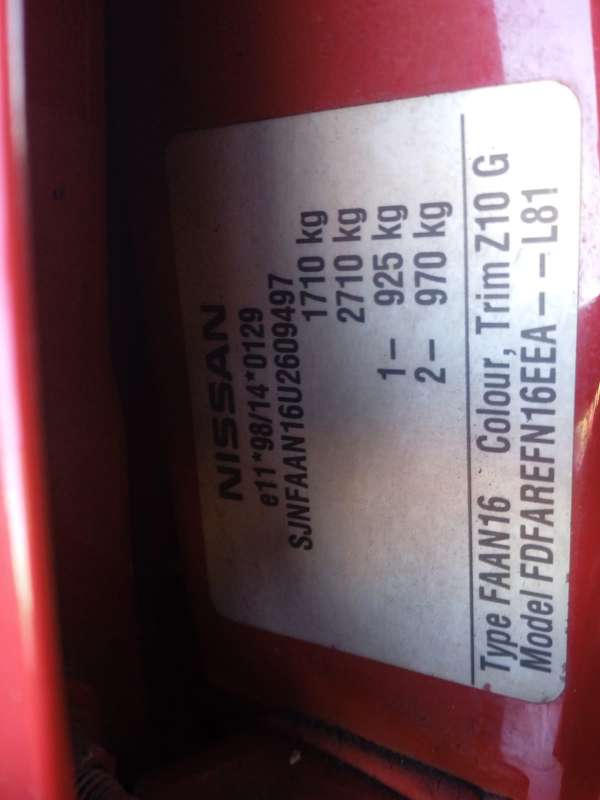 NISSAN
e11*98/14*0129
SJNFAAN16U2609497
1710 kg
2710 kg
1– 925 kg
2– 970 kg
Type FAAN16 Colour, Trim Z10 G
Model FDFAREFN16EEA–––L81